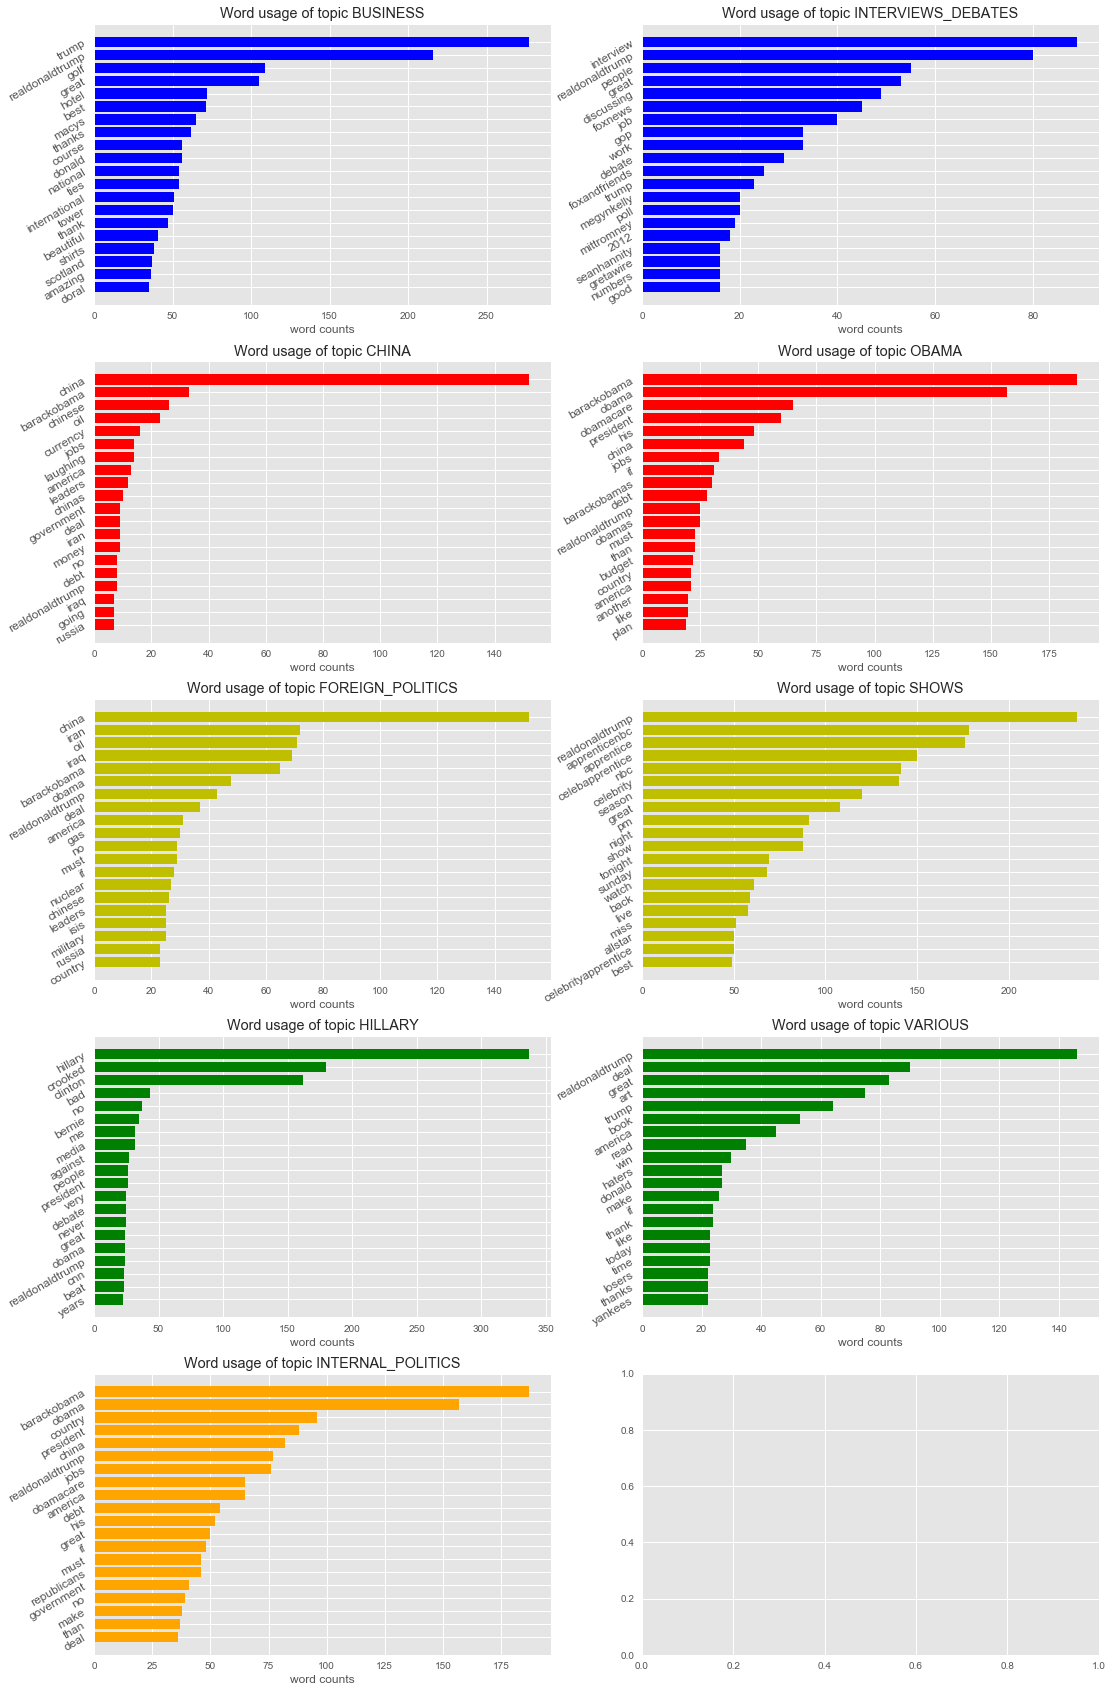 Word usage of topic BUSINESS
trump
realdonaldtrump
golf
great
hotel
best
macys
thanks
course
donald
national
ties
international
tower
thank
beautiful
shirts
scotland
amazing
doral
0 50 100 150 200 250
word counts
Word usage of topic INTERVIEWS_DEBATES
interview
realdonaldtrump
people
great
discussing
foxnews
job
gop
work
debate
foxandfriends
trump
megynkelly
poll
mittromney
2012
seanhannity
gretawire
numbers
good
0 20 40 60 80
word counts
Word usage of topic CHINA
china
barackobama
chinese
oil
currency
jobs
laughing
america
leaders
chinas
government
deal
iran
money
no
debt
realdonaldtrump
iraq
going
russia
0 20 40 60 80 100 120 140
word counts
Word usage of topic OBAMA
barackobama
obama
obamacare
president
his
china
jobs
if
barackobamas
debt
realdonaldtrump
obamas
must
than
budget
country
america
another
like
plan
0 25 50 75 100 125 150 175
word counts
Word usage of topic FOREIGN_POLITICS
china
iran
oil
iraq
barackobama
obama
realdonaldtrump
deal
america
gas
no
must
if
nuclear
chinese
leaders
isis
military
russia
country
0 20 40 60 80 100 120 140
word counts
Word usage of topic SHOWS
realdonaldtrump
apprenticenbc
apprentice
celebapprentice
nbc
celebrity
season
great
pm
night
show
tonight
sunday
watch
back
live
miss
allstar
celebrityapprentice
best
0 50 100 150 200
word counts
Word usage of topic HILLARY
hillary
crooked
clinton
bad
no
bernie
me
media
against
people
president
very
debate
never
great
obama
realdonaldtrump
cnn
beat
years
0 50 100 150 200 250 300 350
word counts
Word usage of topic VARIOUS
realdonaldtrump
deal
great
art
trump
book
america
read
win
haters
donald
make
if
thank
like
today
time
losers
thanks
yankees
0 20 40 60 80 100 120 140
word counts
Word usage of topic INTERNAL_POLITICS
barackobama
obama
country
president
china
realdonaldtrump
jobs
obamacare
america
debt
his
great
if
must
republicans
government
no
make
than
deal
0 25 50 75 100 125 150 175
word counts
1.0
0.8
0.6
0.4
0.2
0.0
0.0 0.2 0.4 0.6 0.8 1.0